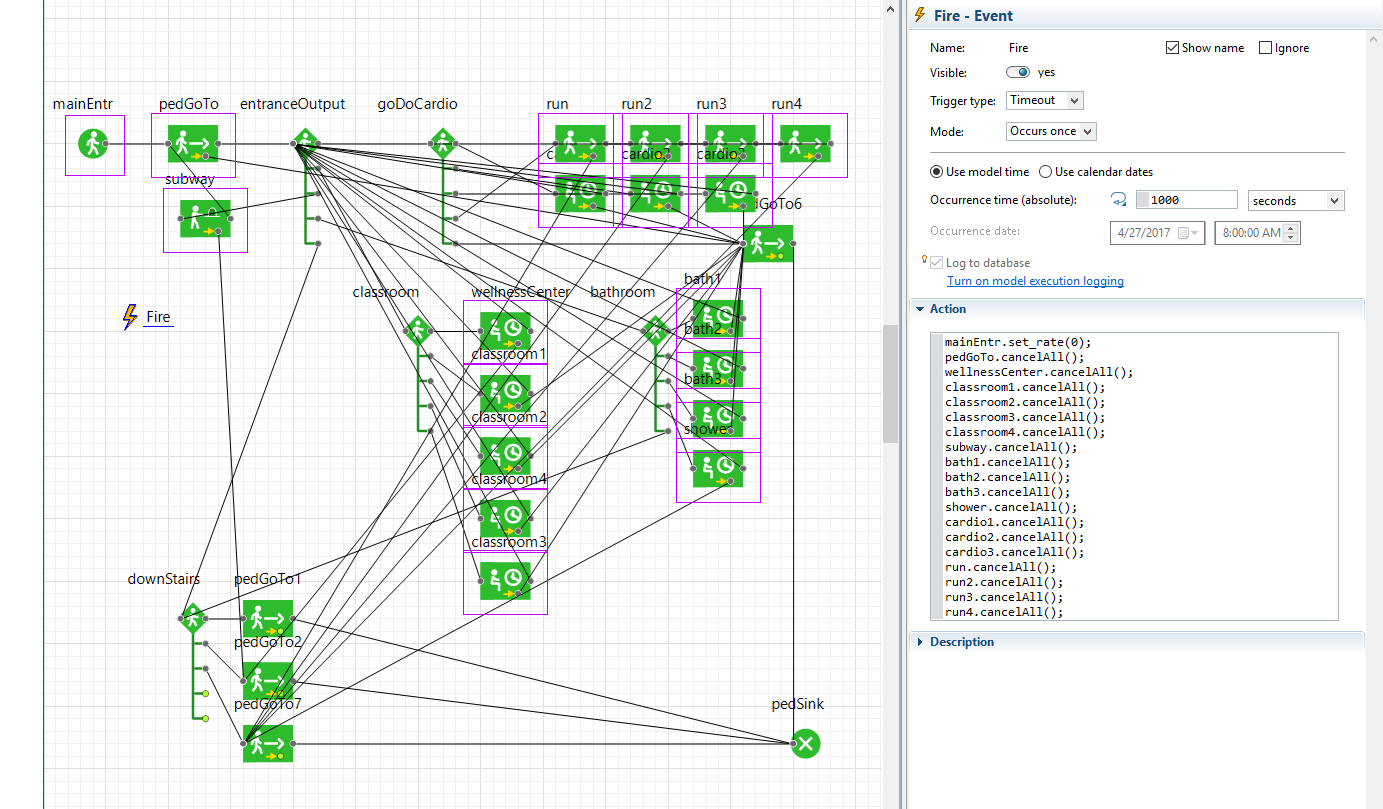 mainEntr
pedGoTo
entranceOutput
goDoCardio
run
run2
run3
run4
cardio2
cardio3
subway
dGoTo6
bath1
classroom
wellnessCenter
bathroom
Fire
bath2
classroom1
bath3
classroom2
shower
classroom4
classroom3
downStairs
pedGoTo1
pedGoTo2
pedGoTo7
pedSink
Fire - Event
Name: Fire Show name Ignore
Visible: yes
Trigger type: Timeout
Mode: Occurs once
Use model time Use calendar dates
Occurrence time (absolute): 1000 seconds
Occurrence date: 4/27/2017 8:00:00 AM
Log to database
Turn on model execution logging
Action
mainEntr.set_rate(0);
pedGoTo.cancelAll();
wellnessCenter.cancelAll();
classroom1.cancelAll();
classroom2.cancelAll();
classroom3.cancelAll();
classroom4.cancelAll();
subway.cancelAll();
bath1.cancelAll();
bath2.cancelAll();
bath3.cancelAll();
shower.cancelAll();
cardio1.cancelAll();
cardio2.cancelAll();
cardio3.cancelAll();
run.cancelAll();
run2.cancelAll();
run3.cancelAll();
run4.cancelAll();
Description